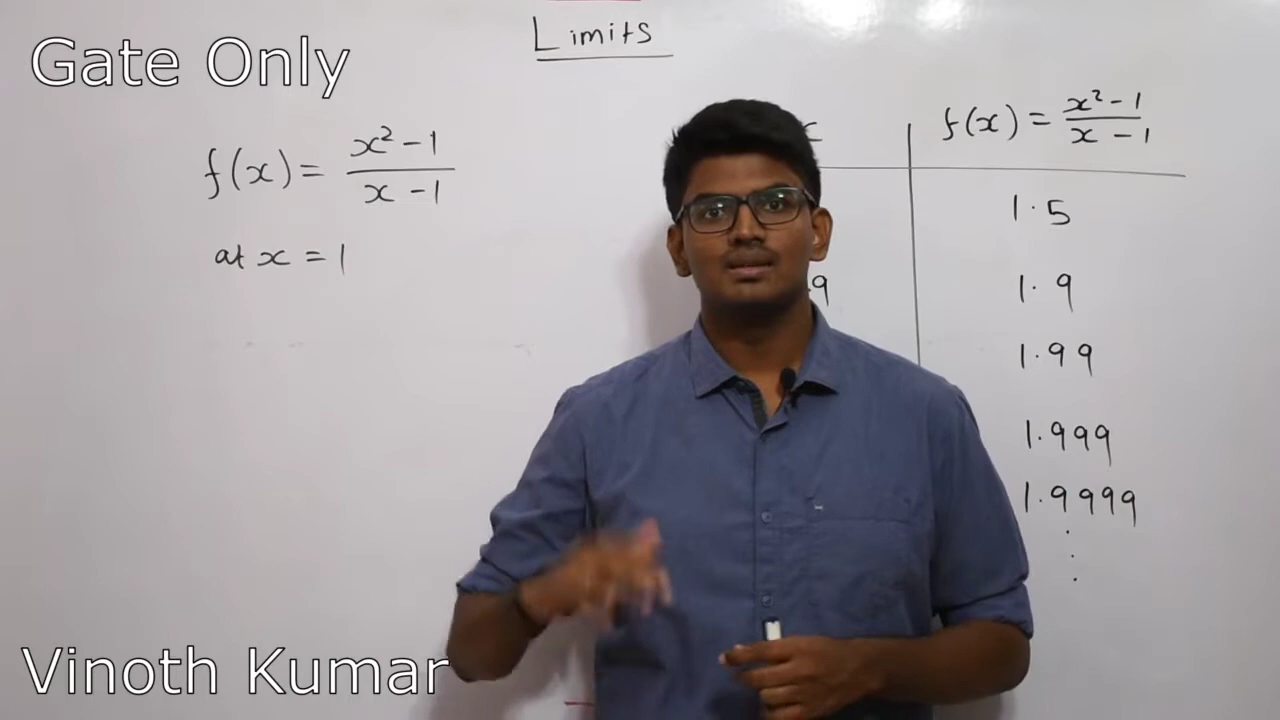 Gate Only
Limits
f(x) = x² - 1 / x - 1
at x = 1
f(x) = x² - 1 / x - 1
1.5
.9
1.9
1.99
1.999
1.9999
Vinoth Kumar